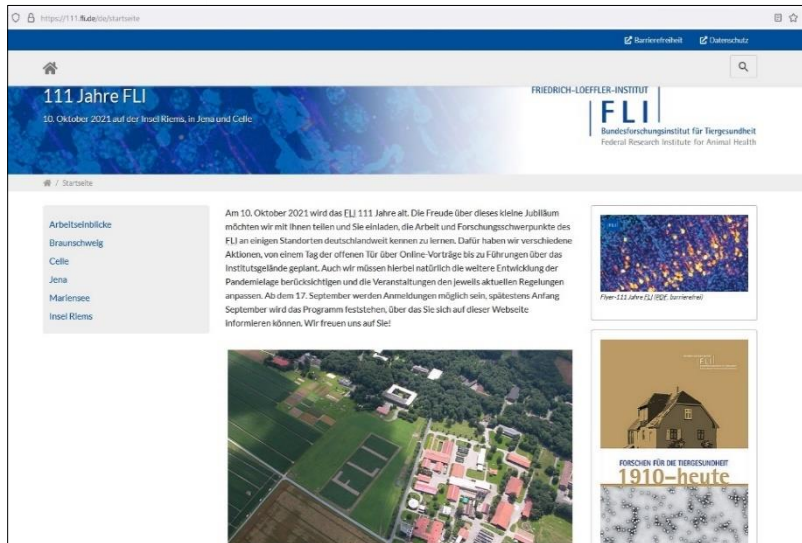 https://111.fli.de/de/startseite
Barrierefreiheit
Datenschutz
111 Jahre FLI
10. Oktober 2021 auf der Insel Riems, in Jena und Celle
FRIEDRICH-LOEFFLER-INSTITUT
FLI
Bundesforschungsinstitut für Tiergesundheit
Federal Research Institute for Animal Health
/ Startseite
Arbeitseinblicke
Braunschweig
Celle
Jena
Mariensee
Insel Riems
Am 10. Oktober 2021 wird das FLI 111 Jahre alt. Die Freude über dieses kleine Jubiläum
möchten wir mit Ihnen teilen und Sie einladen, die Arbeit und Forschungsschwerpunkte des
FLI an einigen Standorten deutschlandweit kennen zu lernen. Dafür haben wir verschiedene
Aktionen, von einem Tag der offenen Tür über Online-Vorträge bis zu Führungen über das
Institutsgelände geplant. Auch wir müssen hierbei natürlich die weitere Entwicklung der
Pandemielage berücksichtigen und die Veranstaltungen den jeweils aktuellen Regelungen
anpassen. Ab dem 17. September werden Anmeldungen möglich sein, spätestens Anfang
September wird das Programm feststehen, über das Sie sich auf dieser Webseite
informieren können. Wir freuen uns auf Sie!
FLI
FLI
Flyer-111 Jahre FLI (PDF, barrierefrei)
FLI
FORSCHEN FÜR DIE TIERGESUNDHEIT
1910–heute